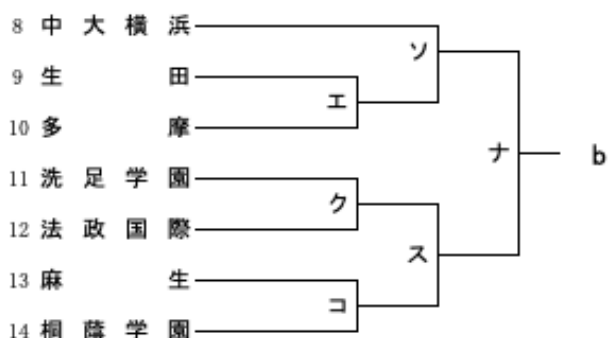 8 中大横浜
ソ
9 生田
エ
10 多摩
ナ
b
11 洗足学園
ク
12 法政国際
ス
13 麻生
コ
14 桐蔭学園